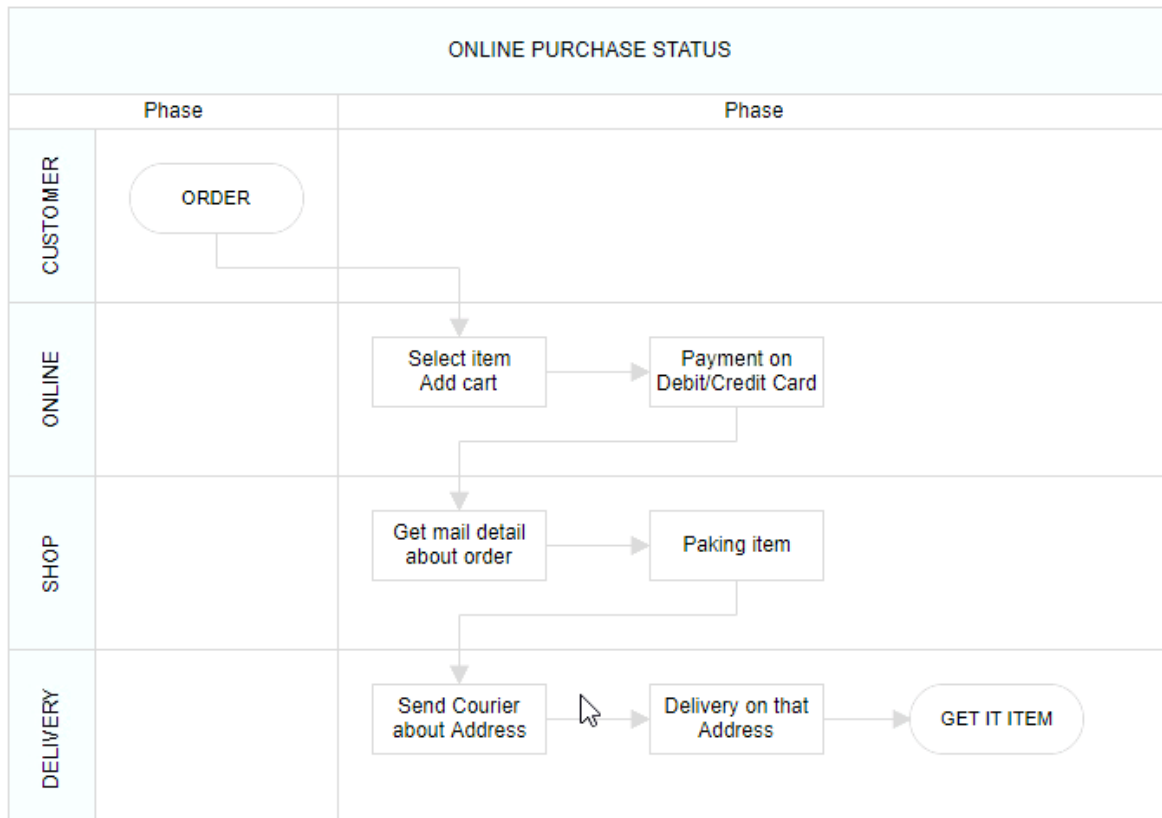 ONLINE PURCHASE STATUS
Phase
Phase
CUSTOMER
ORDER
ONLINE
Select item
Add cart
Payment on
Debit/Credit Card
SHOP
Get mail detail
about order
Paking item
DELIVERY
Send Courier
about Address
Delivery on that
Address
GET IT ITEM